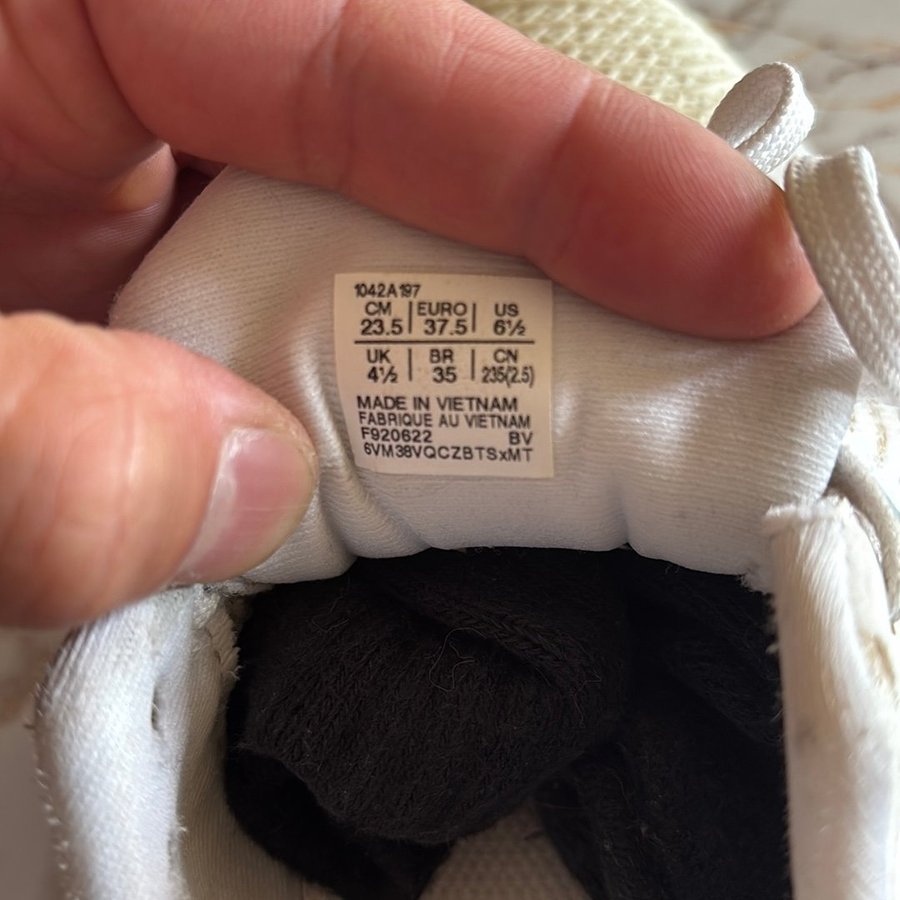 1042A197
CM | EURO | US
23.5 | 37.5 | 6½
UK | BR | CN
4½ | 35 | 235(2.5)
MADE IN VIETNAM
FABRIQUE AU VIETNAM
F920622 BV
6VM38VQCZBTSxMT